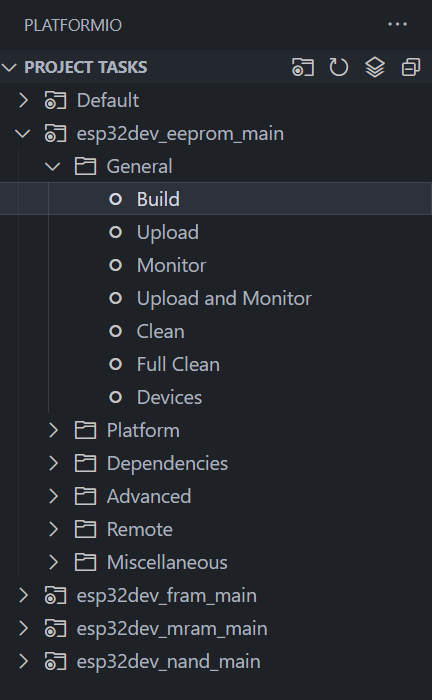 PLATFORMIO
PROJECT TASKS
Default
esp32dev_eeprom_main
General
Build
Upload
Monitor
Upload and Monitor
Clean
Full Clean
Devices
Platform
Dependencies
Advanced
Remote
Miscellaneous
esp32dev_fram_main
esp32dev_mram_main
esp32dev_nand_main